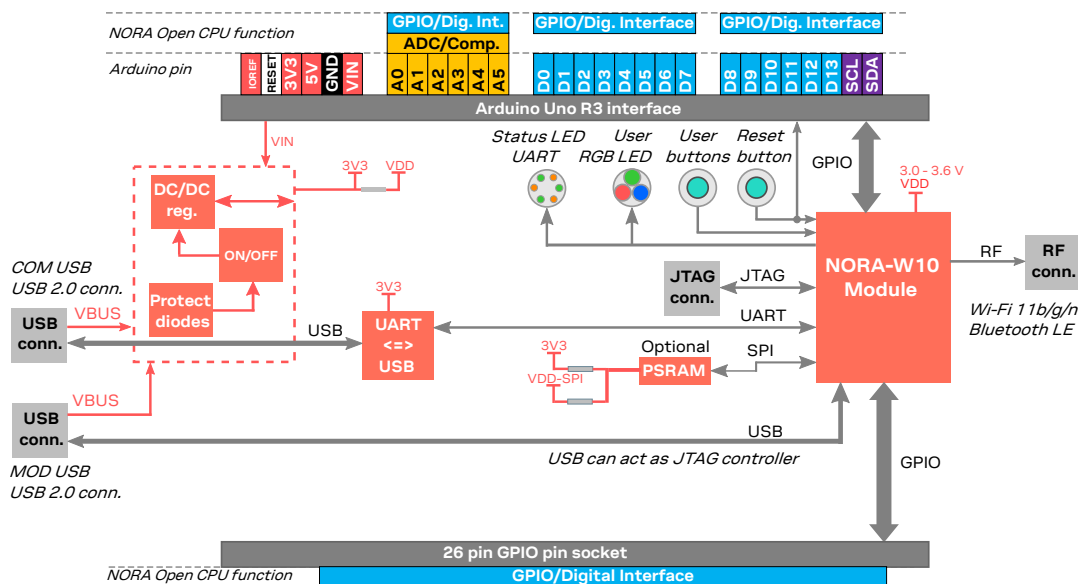 GPIO/Dig. Int.
GPIO/Dig. Interface
GPIO/Dig. Interface
NORA Open CPU function
ADC/Comp.
Arduino pin
IOREF
RESET
3V3
5V
GND
VIN
A0
A1
A2
A3
A4
A5
D0
D1
D2
D3
D4
D5
D6
D7
D8
D9
D10
D11
D12
D13
SCL
SDA
Arduino Uno R3 interface
VIN
Status LED
UART
User
RGB LED
User
buttons
Reset
button
GPIO
3V3
VDD
3.0 - 3.6 V
VDD
DC/DC
reg.
ON/OFF
Protect
diodes
COM USB
USB 2.0 conn.
VBUS
USB
conn.
USB
3V3
UART
<=>
USB
JTAG
conn.
JTAG
UART
NORA-W10
Module
RF
RF
conn.
Wi-Fi 11b/g/n
Bluetooth LE
Optional
PSRAM
SPI
3V3
VDD-SPI
VBUS
USB
conn.
USB
USB can act as JTAG controller
MOD USB
USB 2.0 conn.
GPIO
26 pin GPIO pin socket
NORA Open CPU function
GPIO/Digital Interface